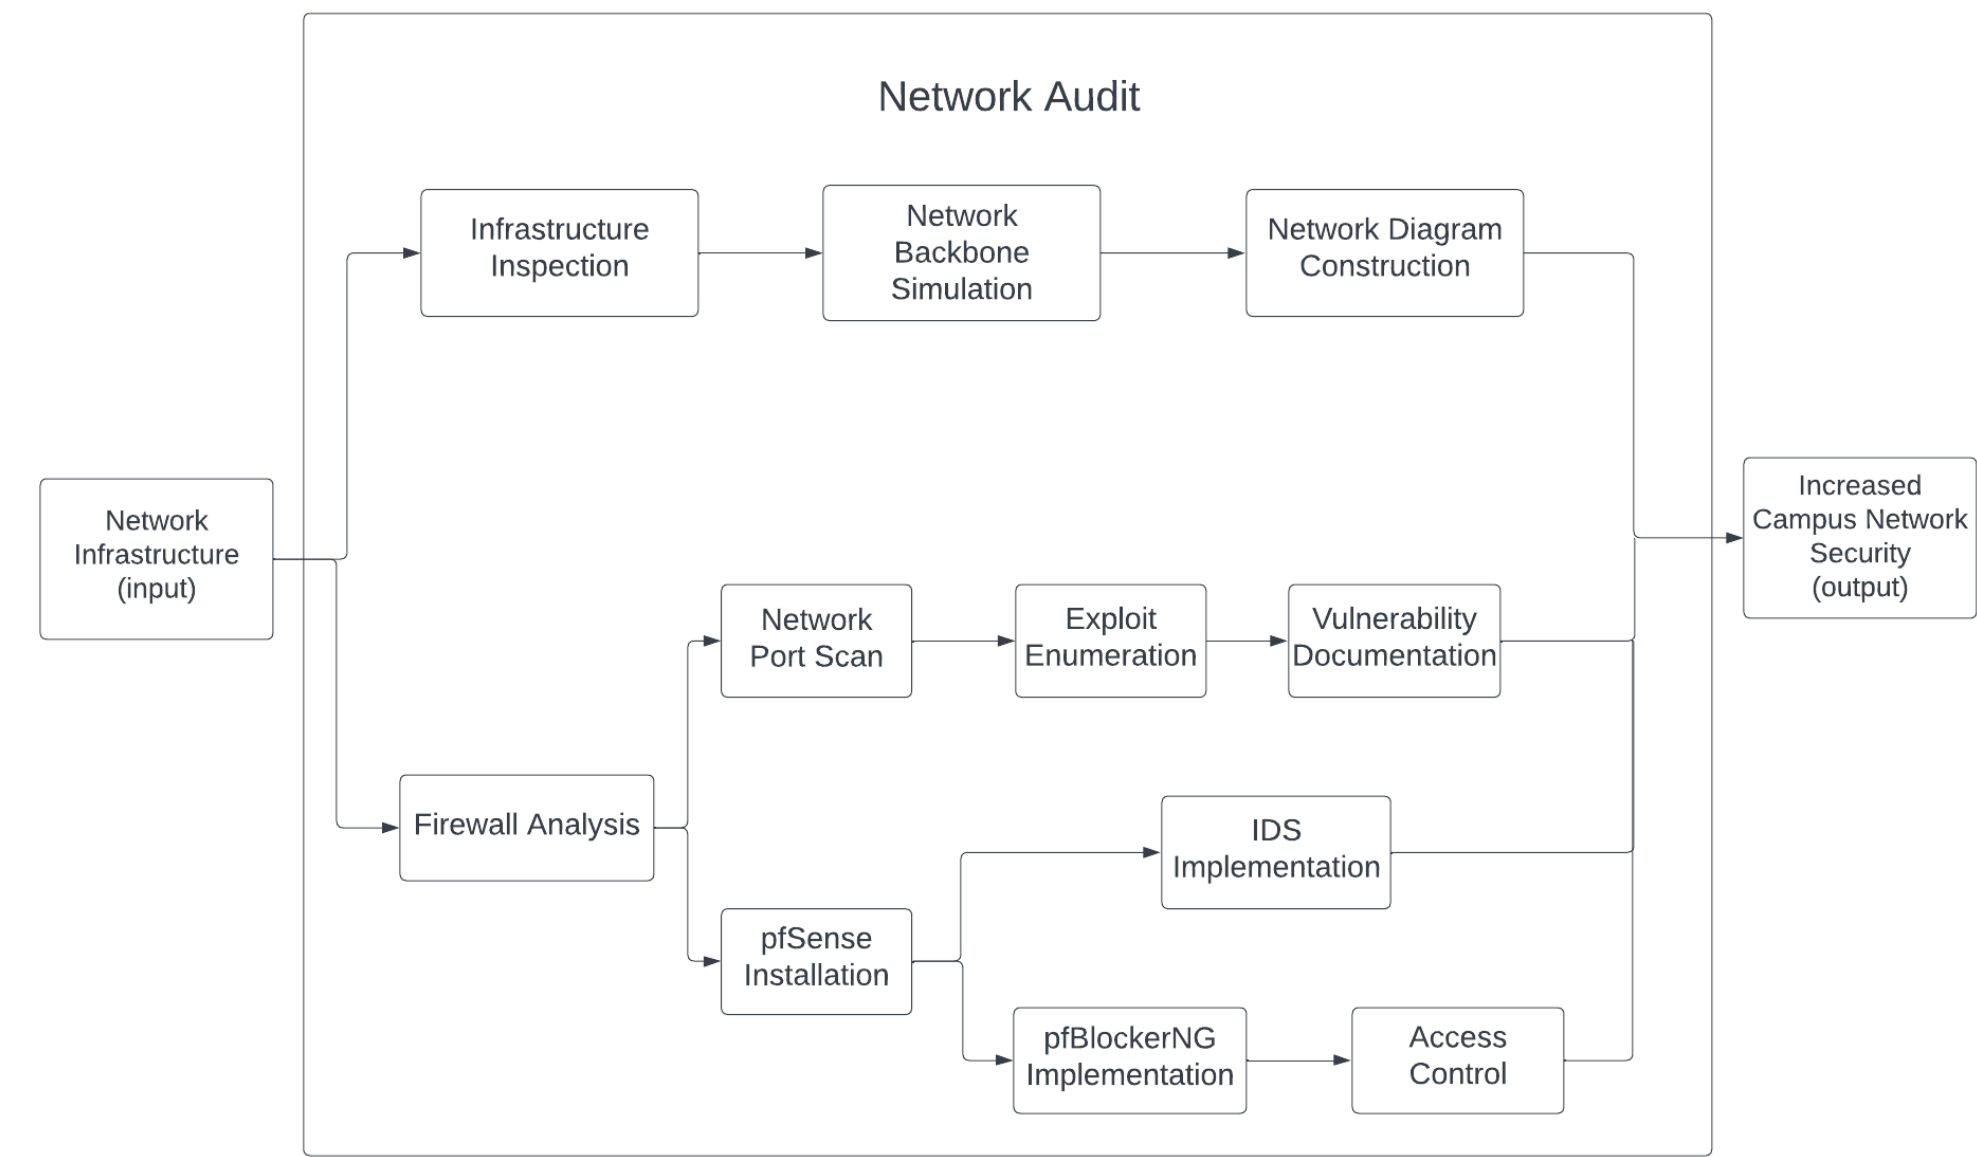 Network Audit
Infrastructure
Inspection
Network
Backbone
Simulation
Network Diagram
Construction
Network
Infrastructure
(input)
Increased
Campus Network
Security
(output)
Network
Port Scan
Exploit
Enumeration
Vulnerability
Documentation
Firewall Analysis
IDS
Implementation
pfSense
Installation
pfBlockerNG
Implementation
Access
Control